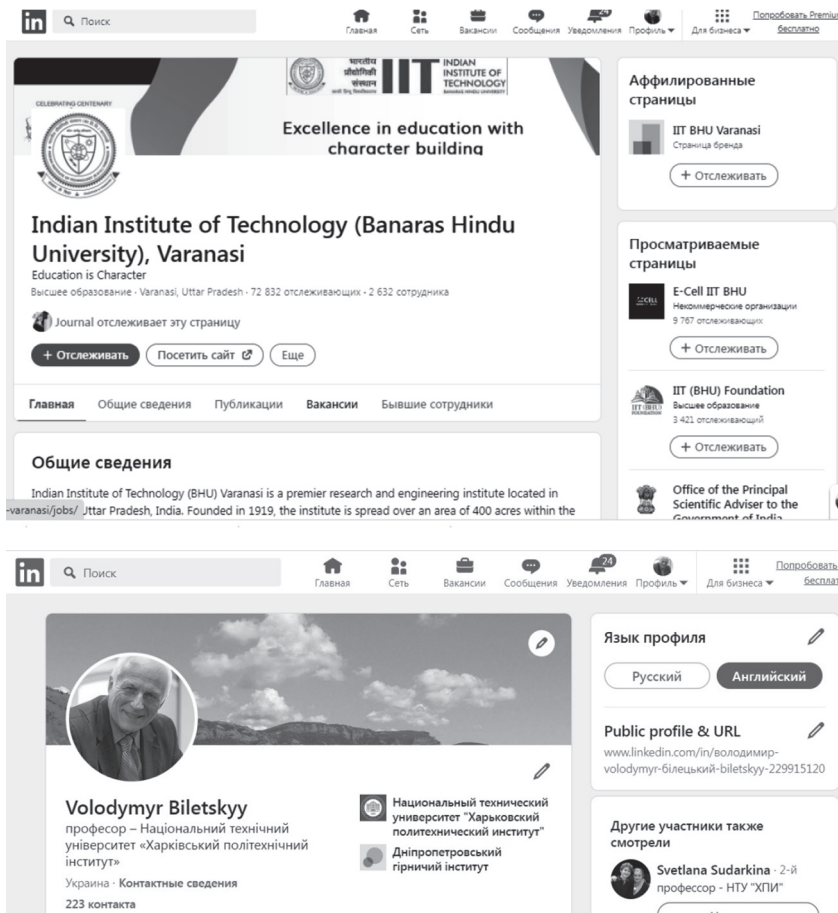 in
Поиск
Главная
Сеть
Вакансии
Сообщения
24
Уведомления
Профиль
Для бизнеса
Попробовать Premium
бесплатно
भारतीय
प्रौद्योगिकी
संस्थान
IIT
INDIAN
INSTITUTE OF
TECHNOLOGY
Excellence in education with
character building
CELEBRATING CENTENARY
Indian Institute of Technology (Banaras Hindu
University), Varanasi
Education is Character
Высшее образование · Varanasi, Uttar Pradesh · 72 832 отслеживающих · 2 632 сотрудника
Journal отслеживает эту страницу
+ Отслеживать
Посетить сайт
Еще
Главная
Общие сведения
Публикации
Вакансии
Бывшие сотрудники
Общие сведения
Indian Institute of Technology (BHU) Varanasi is a premier research and engineering institute located in
-varanasi/jobs/ Uttar Pradesh, India. Founded in 1919, the institute is spread over an area of 400 acres within the
Аффилированные
страницы
IIT BHU Varanasi
Страница бренда
+ Отслеживать
Просматриваемые
страницы
E-Cell IIT BHU
Некоммерческие организации
9 767 отслеживающих
+ Отслеживать
IIT (BHU) Foundation
Высшее образование
3 421 отслеживающий
+ Отслеживать
Office of the Principal
Scientific Adviser to the
Government of India
in
Поиск
Главная
Сеть
Вакансии
Сообщения
24
Уведомления
Профиль
Для бизнеса
Попробовать
бесплат
Volodymyr Biletskyy
професор – Національний технічний
університет «Харківський політехнічний
інститут»
Украина · Контактные сведения
223 контакта
Национальный технический
университет "Харьковский
политехнический институт"
Дніпропетровський
гірничий інститут
Язык профиля
Русский
Английский
Public profile & URL
www.linkedin.com/in/володимир-
volodymyr-білецький-biletskyy-229915120
Другие участники также
смотрели
Svetlana Sudarkina · 2-й
профессор - НТУ "ХПИ"